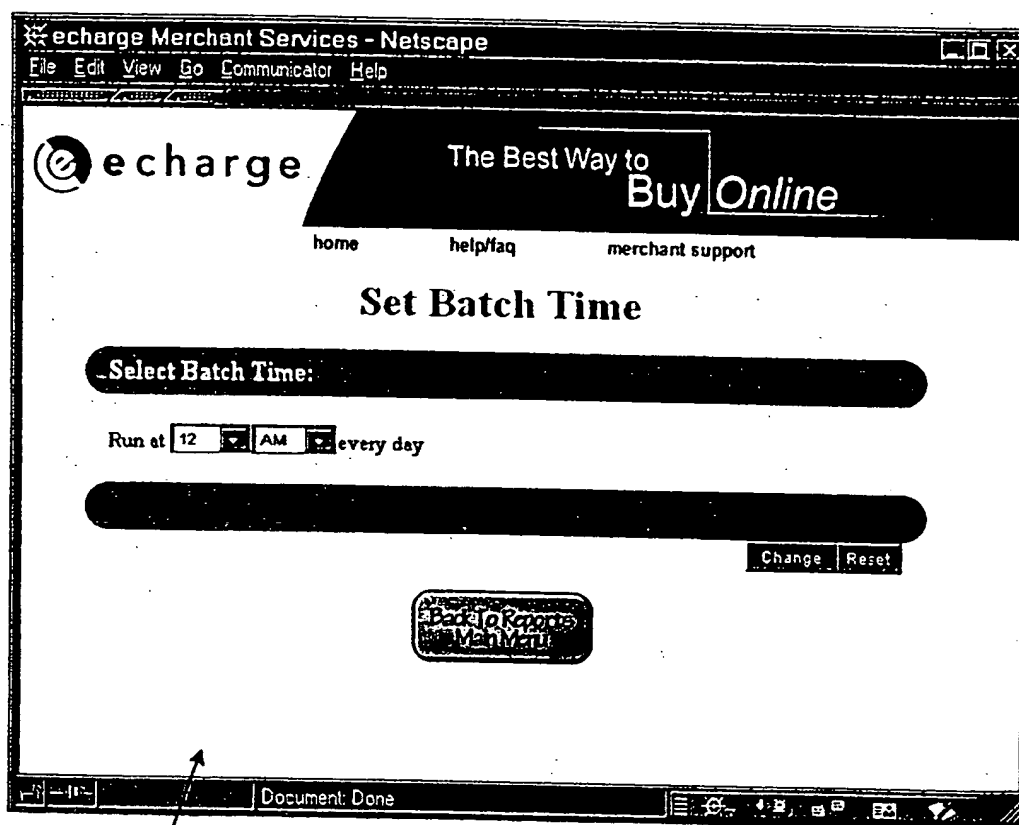 echarge Merchant Services - Netscape
File Edit View Go Communicator Help
e echarge
The Best Way to
Buy Online
home help/faq merchant support
Set Batch Time
Select Batch Time:
Run at 12 AM every day
Change Reset
Back To Reports
Main Menu
Document: Done